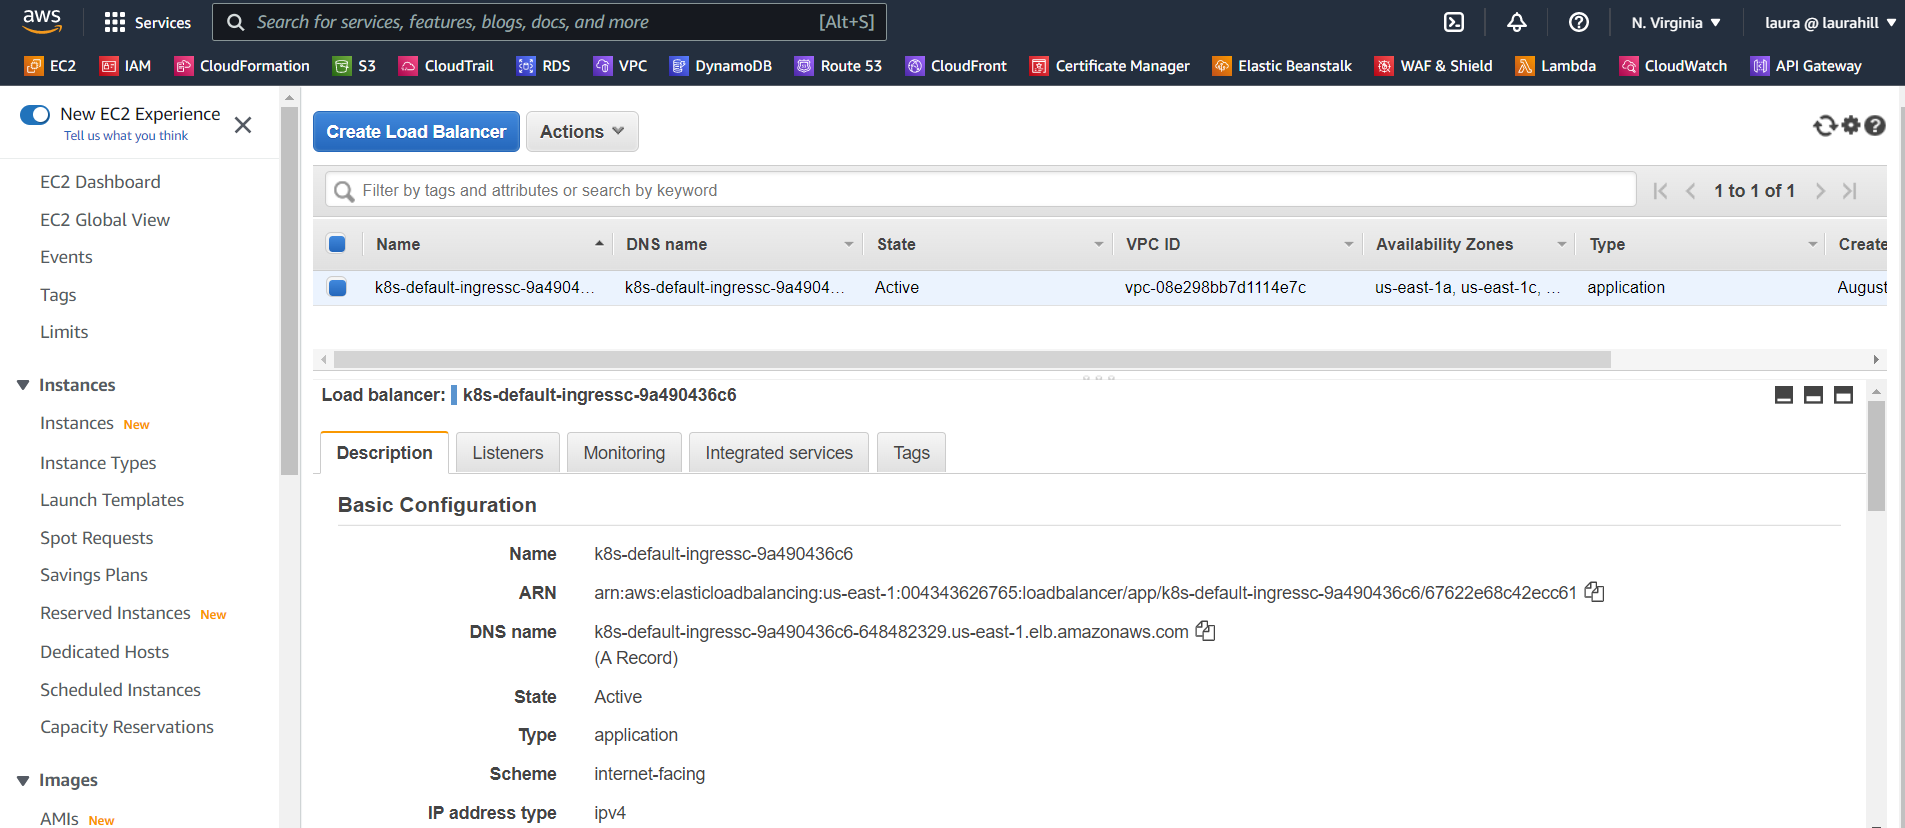 aws
Services
Search for services, features, blogs, docs, and more
[Alt+S]
N. Virginia
laura @ laurahill
EC2
IAM
CloudFormation
S3
CloudTrail
RDS
VPC
DynamoDB
Route 53
CloudFront
Certificate Manager
Elastic Beanstalk
WAF & Shield
Lambda
CloudWatch
API Gateway
New EC2 Experience
Tell us what you think
EC2 Dashboard
EC2 Global View
Events
Tags
Limits
Instances
Instances New
Instance Types
Launch Templates
Spot Requests
Savings Plans
Reserved Instances New
Dedicated Hosts
Scheduled Instances
Capacity Reservations
Images
AMIs New
Create Load Balancer
Actions
Filter by tags and attributes or search by keyword
1 to 1 of 1
Name
DNS name
State
VPC ID
Availability Zones
Type
Create
k8s-default-ingressc-9a4904...
k8s-default-ingressc-9a4904...
Active
vpc-08e298bb7d1114e7c
us-east-1a, us-east-1c, ...
application
August
Load balancer: k8s-default-ingressc-9a490436c6
Description
Listeners
Monitoring
Integrated services
Tags
Basic Configuration
Name k8s-default-ingressc-9a490436c6
ARN arn:aws:elasticloadbalancing:us-east-1:004343626765:loadbalancer/app/k8s-default-ingressc-9a490436c6/67622e68c42ecc61
DNS name k8s-default-ingressc-9a490436c6-648482329.us-east-1.elb.amazonaws.com
(A Record)
State Active
Type application
Scheme internet-facing
IP address type ipv4